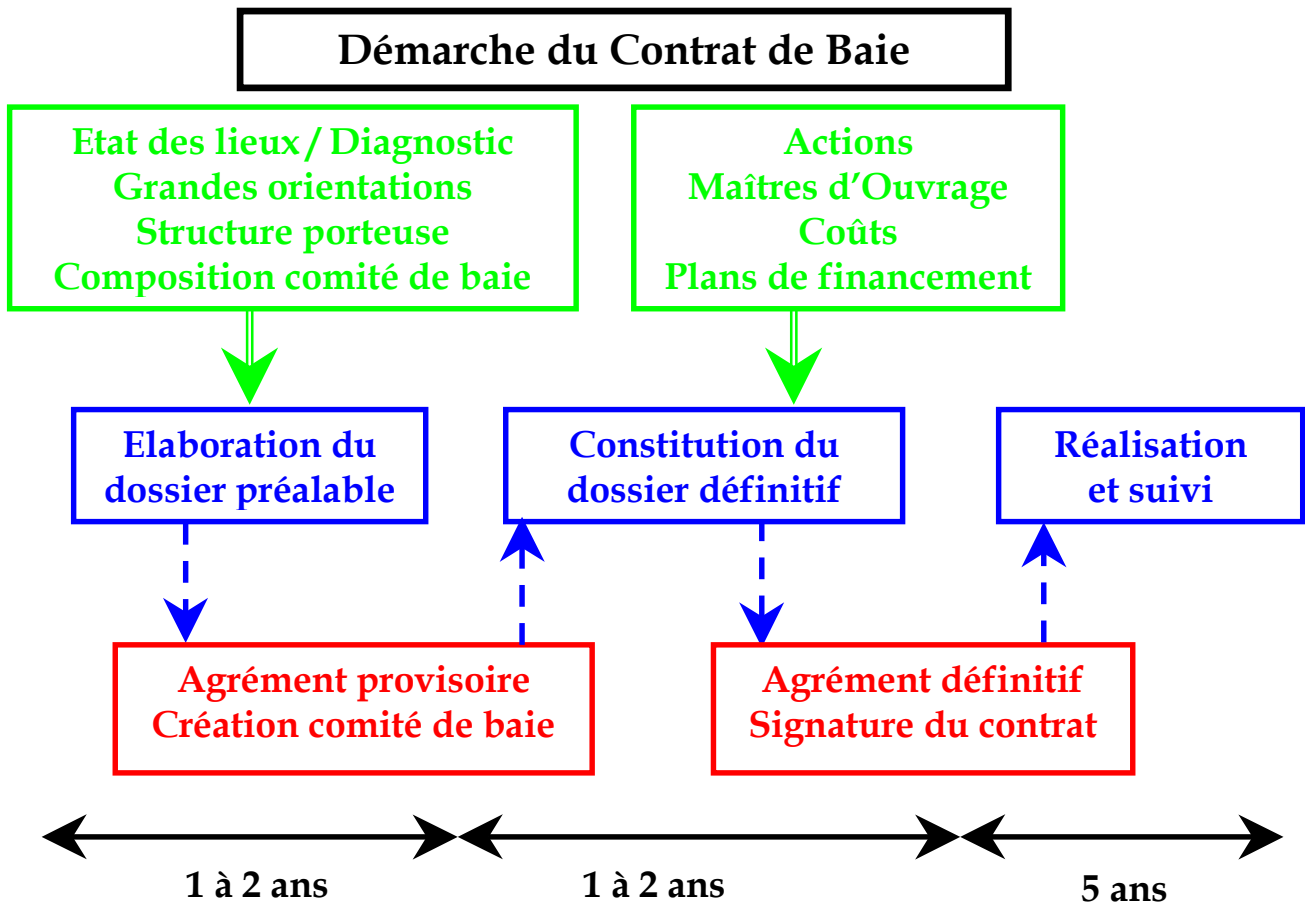 Démarche du Contrat de Baie
Etat des lieux / Diagnostic
Grandes orientations
Structure porteuse
Composition comité de baie
Actions
Maîtres d’Ouvrage
Coûts
Plans de financement
Elaboration du
dossier préalable
Constitution du
dossier définitif
Réalisation
et suivi
Agrément provisoire
Création comité de baie
Agrément définitif
Signature du contrat
1 à 2 ans
1 à 2 ans
5 ans